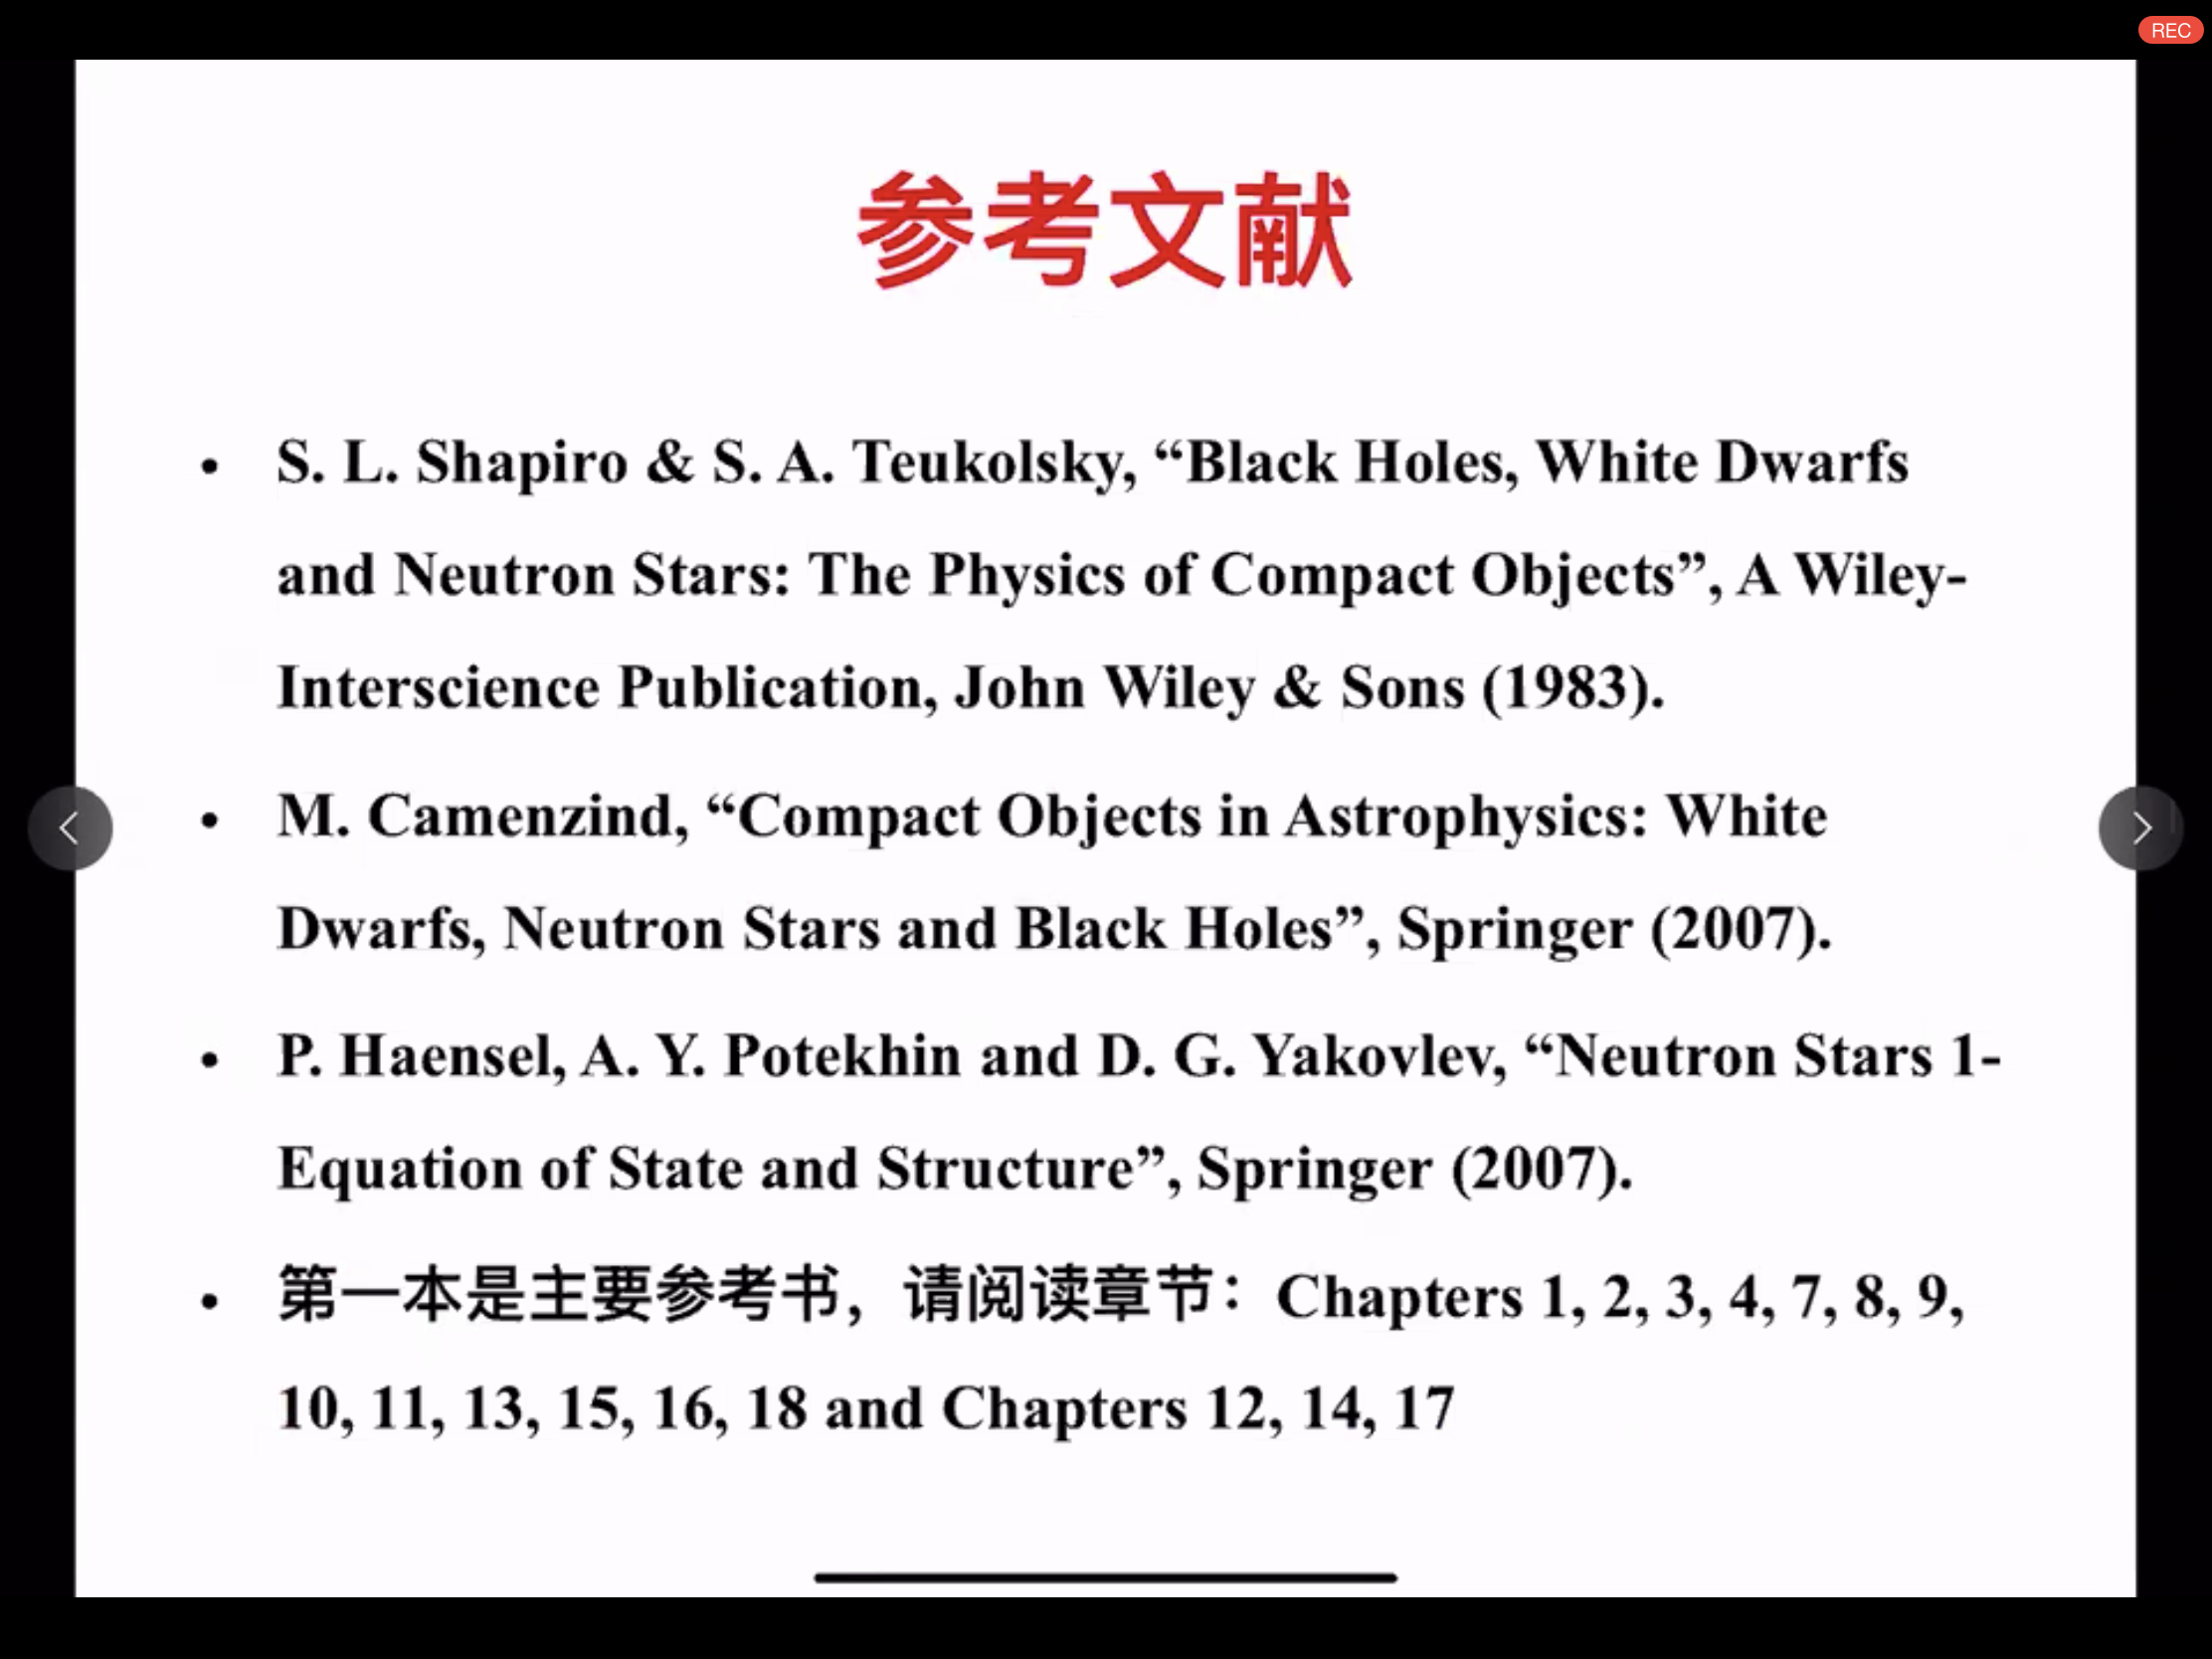 REC
参考文献
• S. L. Shapiro & S. A. Teukolsky, “Black Holes, White Dwarfs
and Neutron Stars: The Physics of Compact Objects”, A Wiley-
Interscience Publication, John Wiley & Sons (1983).
• M. Camenzind, “Compact Objects in Astrophysics: White
Dwarfs, Neutron Stars and Black Holes”, Springer (2007).
• P. Haensel, A. Y. Potekhin and D. G. Yakovlev, “Neutron Stars 1-
Equation of State and Structure”, Springer (2007).
• 第一本是主要参考书，请阅读章节：Chapters 1, 2, 3, 4, 7, 8, 9,
10, 11, 13, 15, 16, 18 and Chapters 12, 14, 17